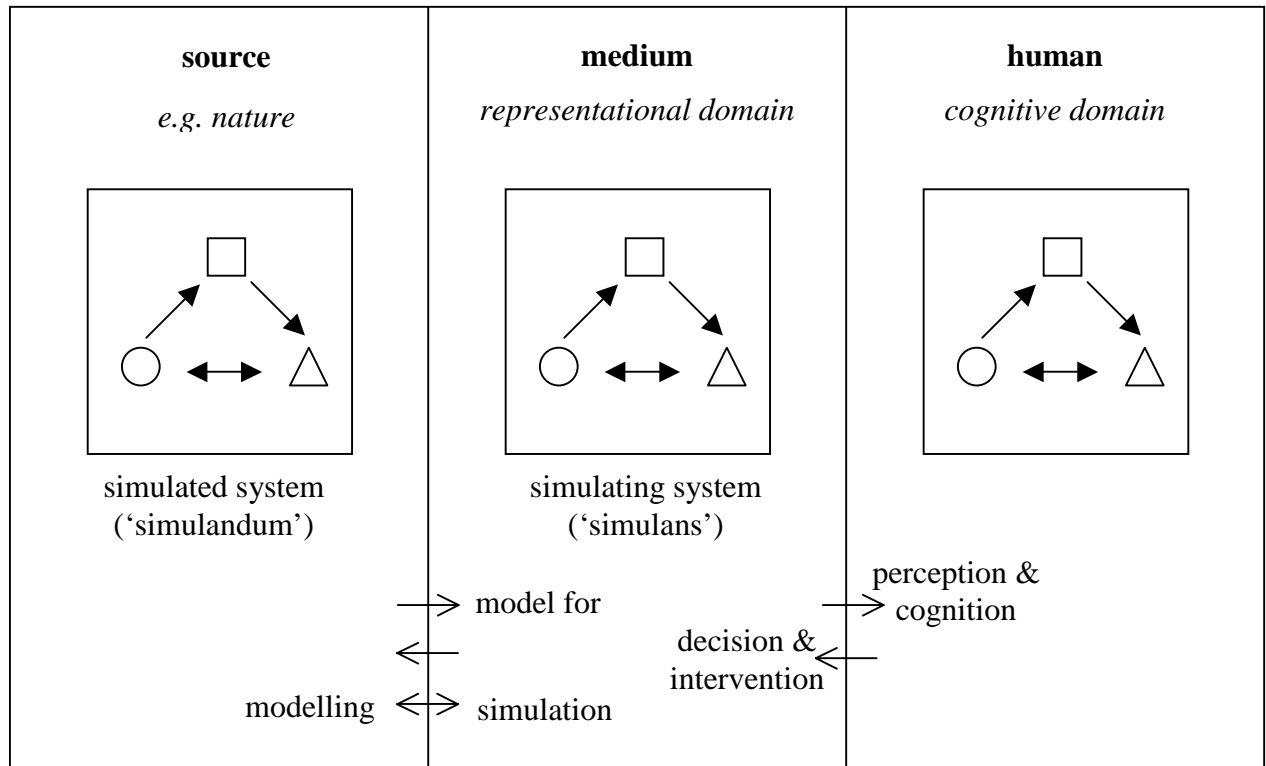 source
e.g. nature
medium
representational domain
human
cognitive domain
simulated system
(‘simulandum’)
simulating system
(‘simulans’)
model for
perception &
cognition
decision &
intervention
modelling
simulation